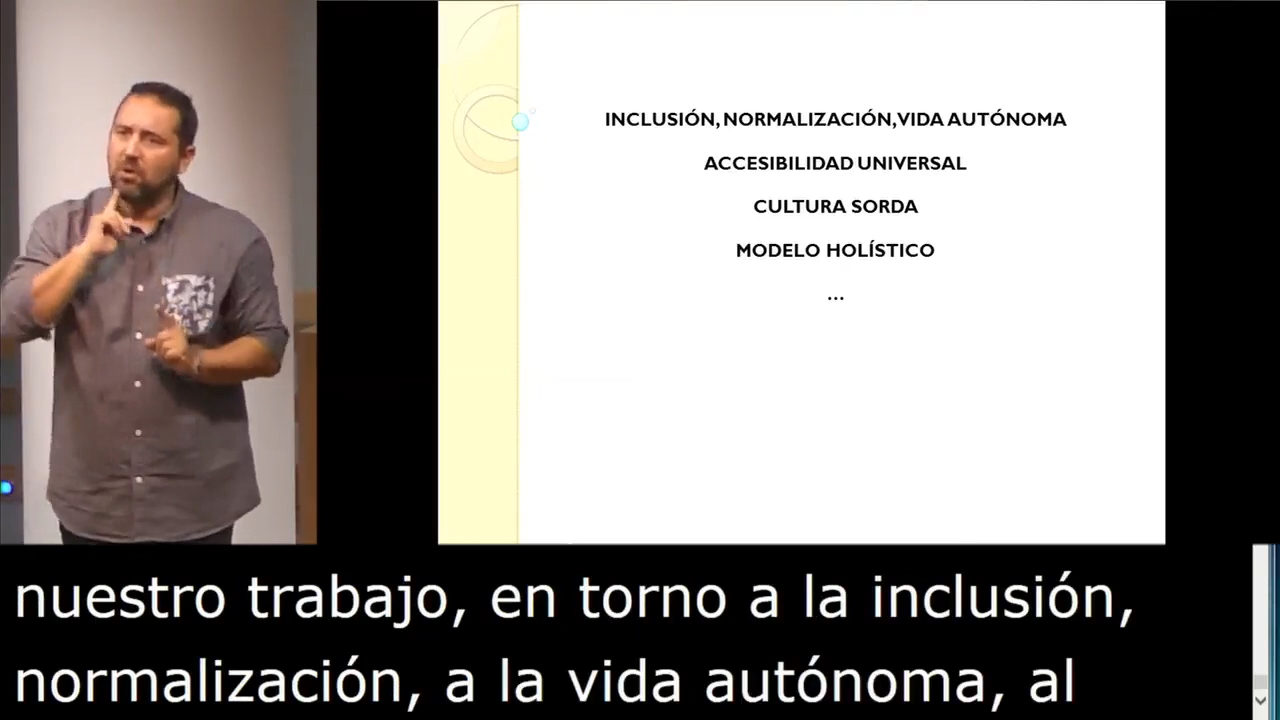 INCLUSIÓN, NORMALIZACIÓN,VIDA AUTÓNOMA
ACCESIBILIDAD UNIVERSAL
CULTURA SORDA
MODELO HOLÍSTICO
...
nuestro trabajo, en torno a la inclusión,
normalización, a la vida autónoma, al